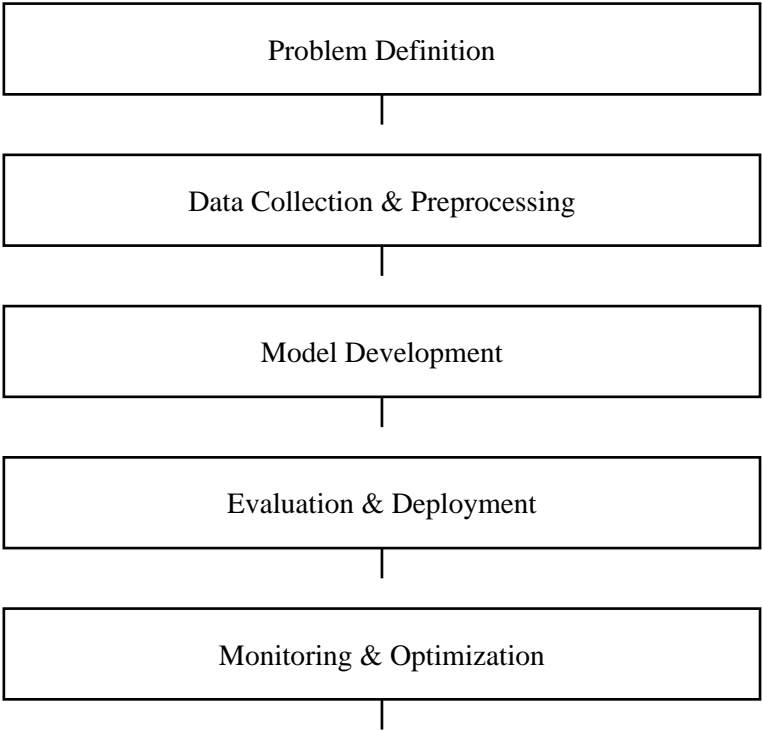 Problem Definition
Data Collection & Preprocessing
Model Development
Evaluation & Deployment
Monitoring & Optimization